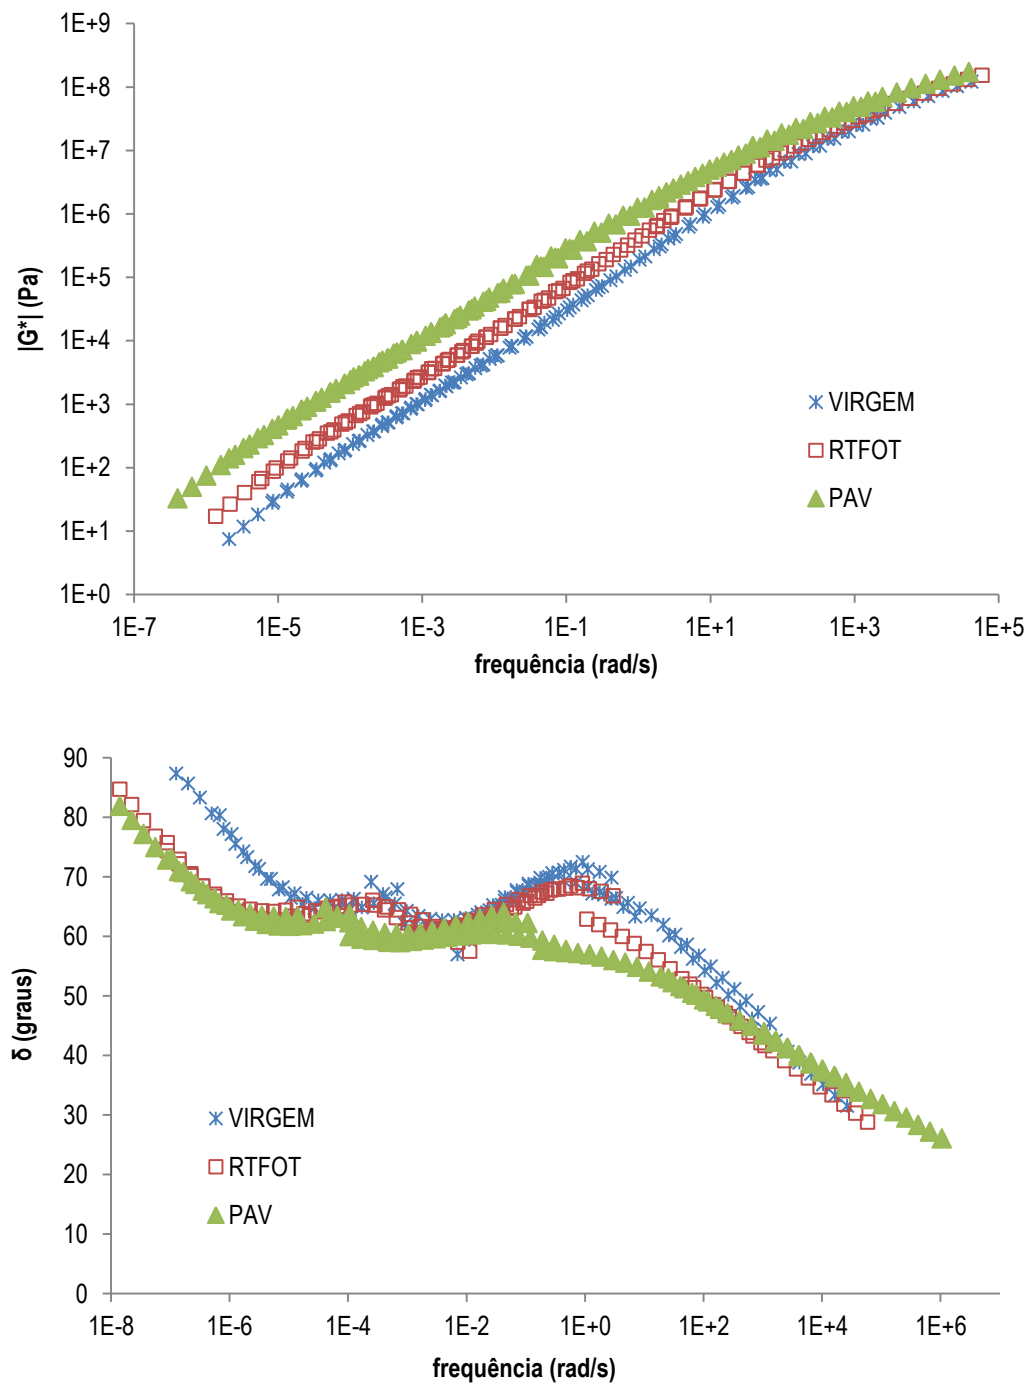 1E+9
1E+8
1E+7
1E+6
1E+5
1E+4
1E+3
1E+2
1E+1
1E+0
|G*| (Pa)
VIRGEM
RTFOT
PAV
1E-7 1E-5 1E-3 1E-1 1E+1 1E+3 1E+5
frequência (rad/s)
90
80
70
60
50
40
30
20
10
0
δ (graus)
VIRGEM
RTFOT
PAV
1E-8 1E-6 1E-4 1E-2 1E+0 1E+2 1E+4 1E+6
frequência (rad/s)